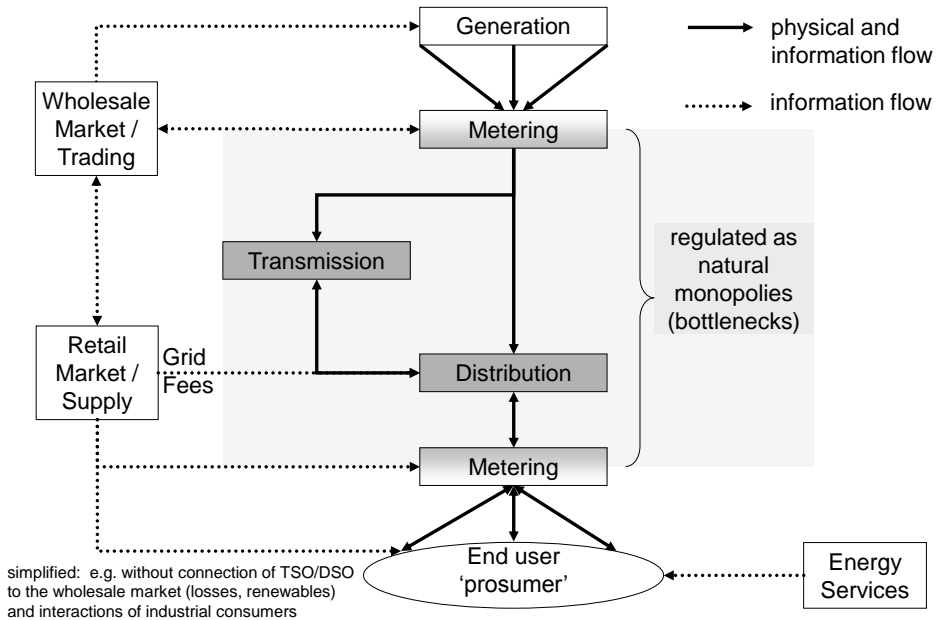 Generation
physical and
information flow
information flow
Wholesale
Market /
Trading
Metering
Transmission
regulated as
natural
monopolies
(bottlenecks)
Retail
Market /
Supply
Grid
Fees
Distribution
Metering
End user
‘prosumer’
Energy
Services
simplified: e.g. without connection of TSO/DSO
to the wholesale market (losses, renewables)
and interactions of industrial consumers